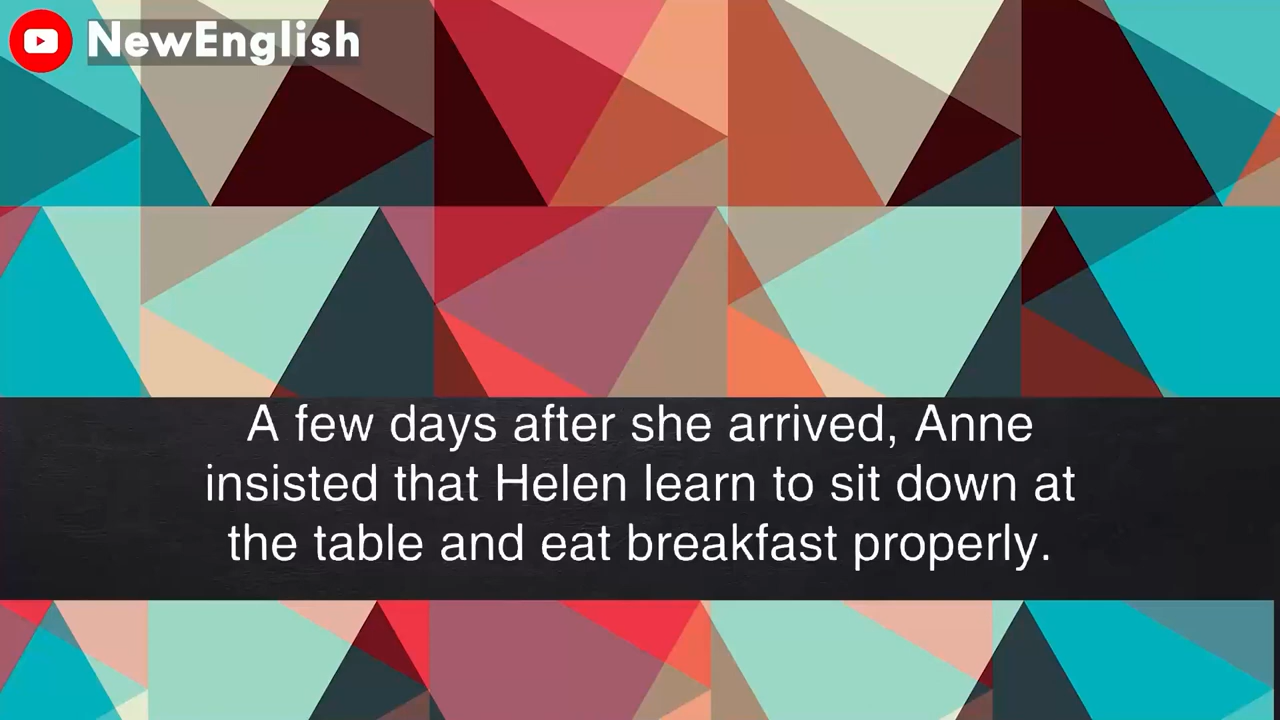 NewEnglish
A few days after she arrived, Anne
insisted that Helen learn to sit down at
the table and eat breakfast properly.